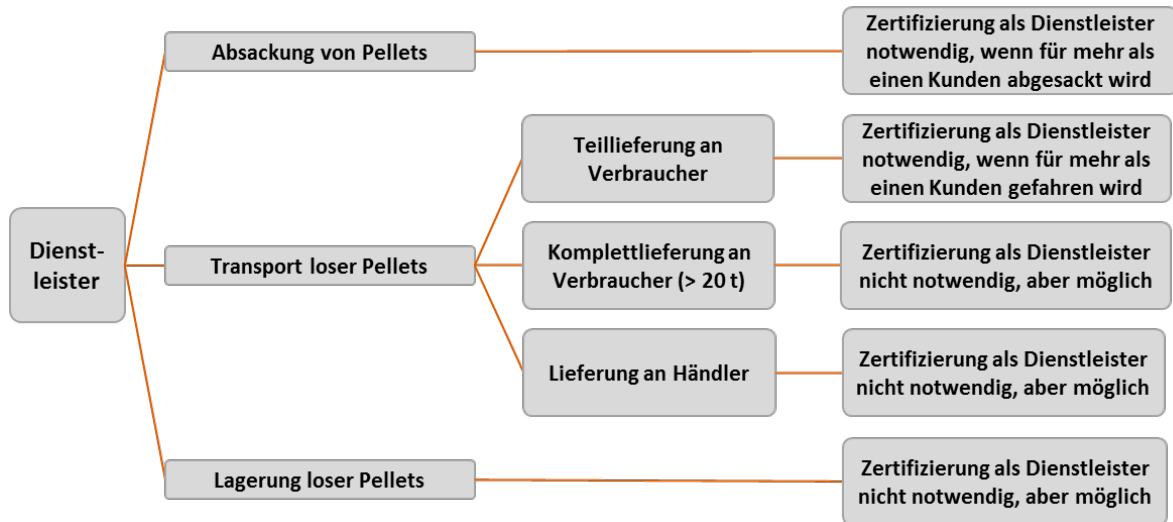 Dienst-
leister
Absackung von Pellets
Zertifizierung als Dienstleister
notwendig, wenn für mehr als
einen Kunden abgesackt wird
Transport loser Pellets
Teillieferung an
Verbraucher
Zertifizierung als Dienstleister
notwendig, wenn für mehr als
einen Kunden gefahren wird
Komplettlieferung an
Verbraucher (> 20 t)
Zertifizierung als Dienstleister
nicht notwendig, aber möglich
Lieferung an Händler
Zertifizierung als Dienstleister
nicht notwendig, aber möglich
Lagerung loser Pellets
Zertifizierung als Dienstleister
nicht notwendig, aber möglich